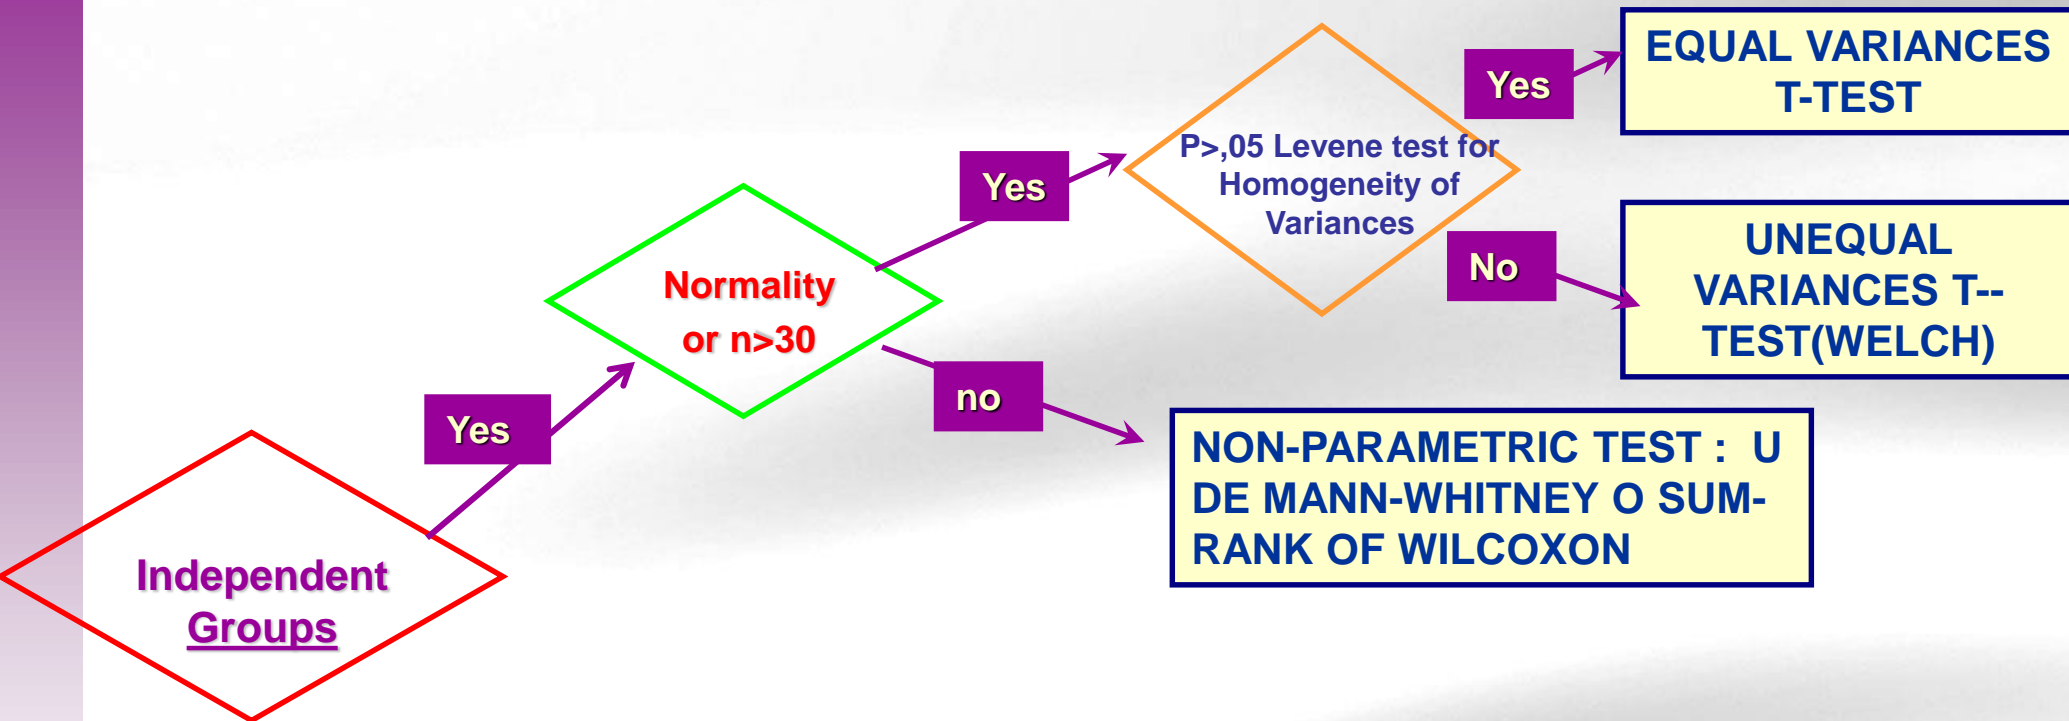 Independent
Groups
Yes
Normality
or n>30
Yes
no
P>,05 Levene test for
Homogeneity of
Variances
Yes
No
EQUAL VARIANCES
T-TEST
UNEQUAL
VARIANCES T--
TEST(WELCH)
NON-PARAMETRIC TEST : U
DE MANN-WHITNEY O SUM-
RANK OF WILCOXON